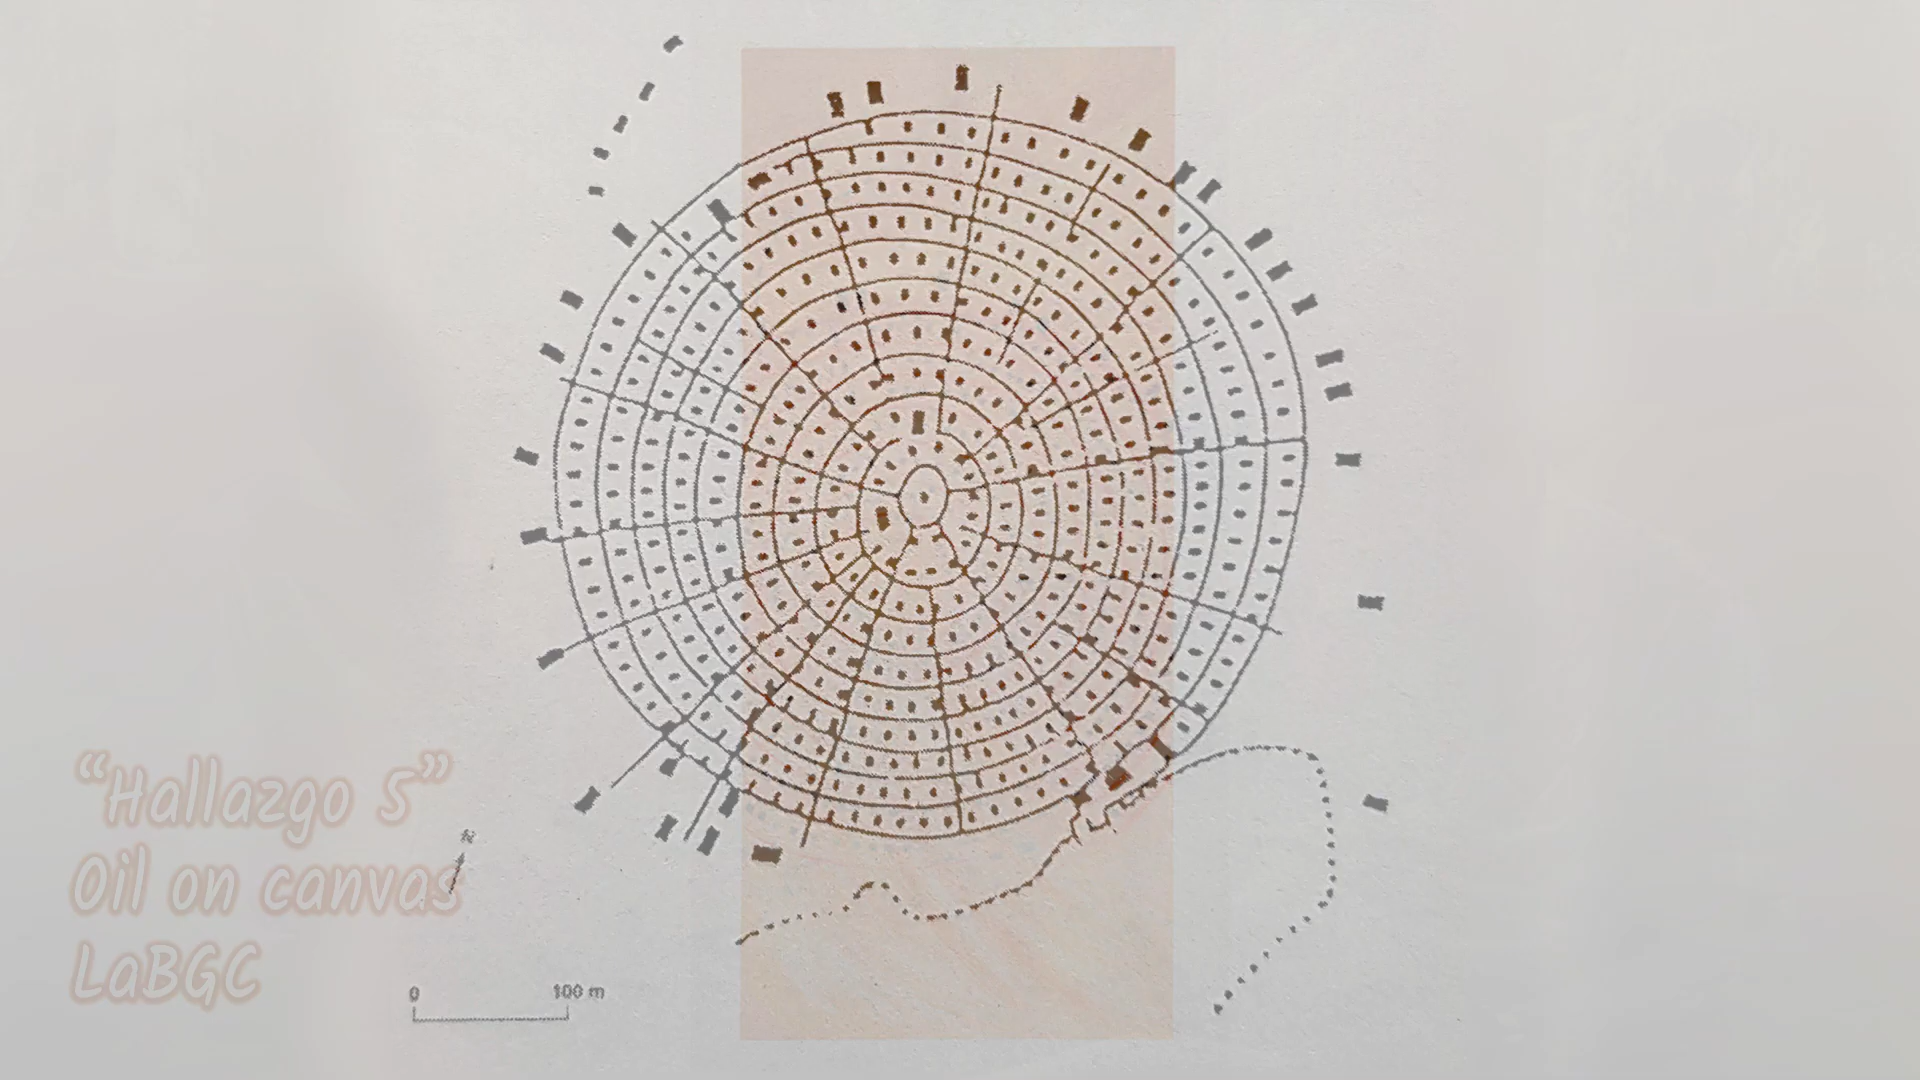 “Hallazgo 5”
Oil on canvas
LaBGC
N
0 100 m